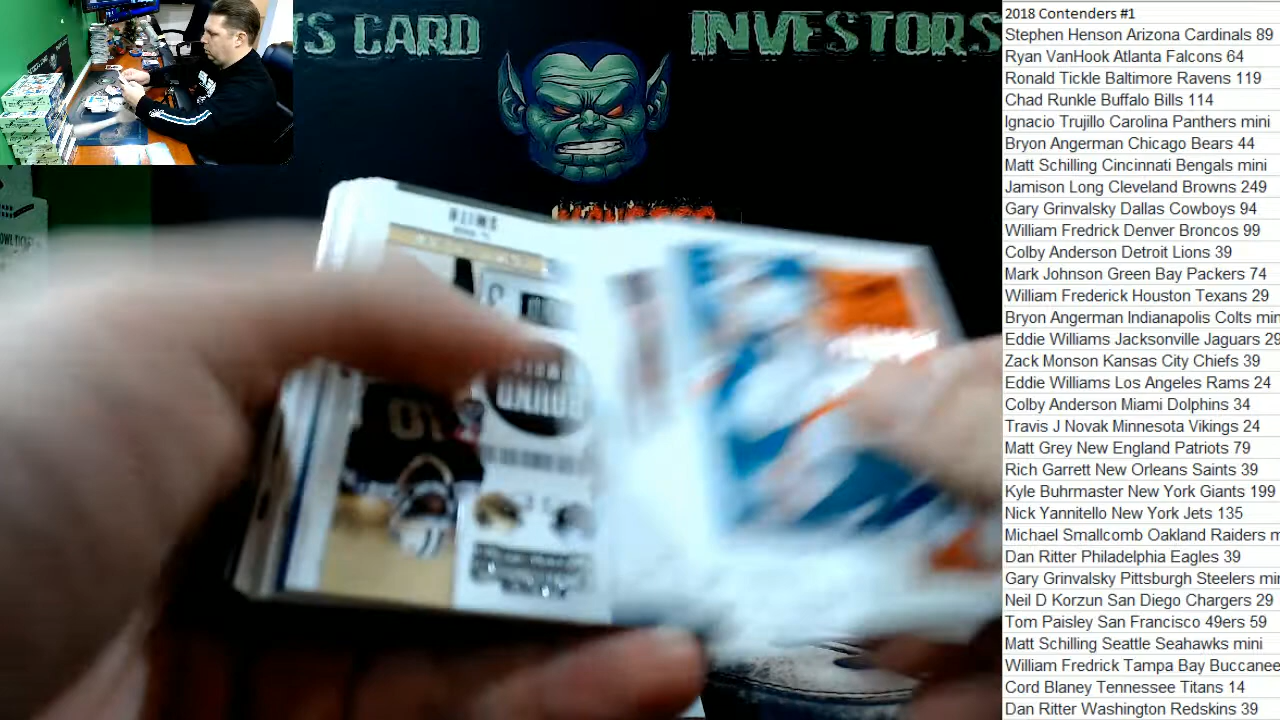 TS CARD INVESTORS
2018 Contenders #1
Stephen Henson Arizona Cardinals 89
Ryan VanHook Atlanta Falcons 64
Ronald Tickle Baltimore Ravens 119
Chad Runkle Buffalo Bills 114
Ignacio Trujillo Carolina Panthers mini
Bryon Angerman Chicago Bears 44
Matt Schilling Cincinnati Bengals mini
Jamison Long Cleveland Browns 249
Gary Grinvalsky Dallas Cowboys 94
William Fredrick Denver Broncos 99
Colby Anderson Detroit Lions 39
Mark Johnson Green Bay Packers 74
William Frederick Houston Texans 29
Bryon Angerman Indianapolis Colts min
Eddie Williams Jacksonville Jaguars 29
Zack Monson Kansas City Chiefs 39
Eddie Williams Los Angeles Rams 24
Colby Anderson Miami Dolphins 34
Travis J Novak Minnesota Vikings 24
Matt Grey New England Patriots 79
Rich Garrett New Orleans Saints 39
Kyle Buhrmaster New York Giants 199
Nick Yannitello New York Jets 135
Michael Smallcomb Oakland Raiders m
Dan Ritter Philadelphia Eagles 39
Gary Grinvalsky Pittsburgh Steelers mi
Neil D Korzun San Diego Chargers 29
Tom Paisley San Francisco 49ers 59
Matt Schilling Seattle Seahawks mini
William Fredrick Tampa Bay Buccanee
Cord Blaney Tennessee Titans 14
Dan Ritter Washington Redskins 39